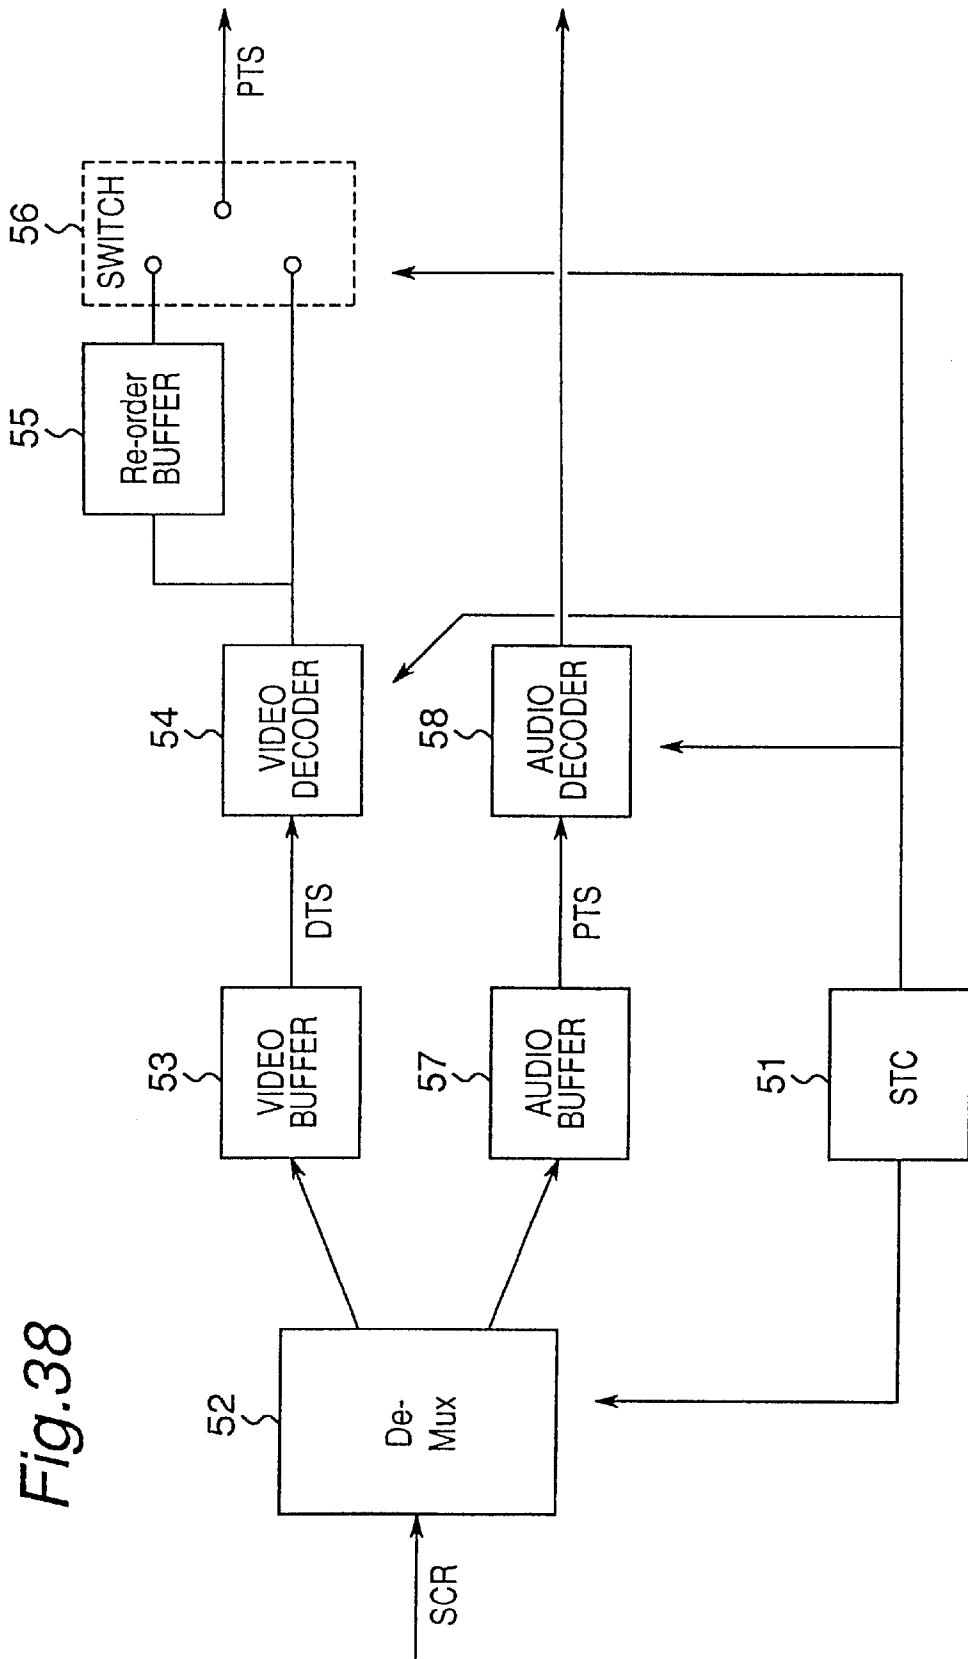 Fig.38
SCR
52
De-
Mux
53
VIDEO
BUFFER
DTS
54
VIDEO
DECODER
55
Re-order
BUFFER
56
SWITCH
PTS
57
AUDIO
BUFFER
PTS
58
AUDIO
DECODER
51
STC